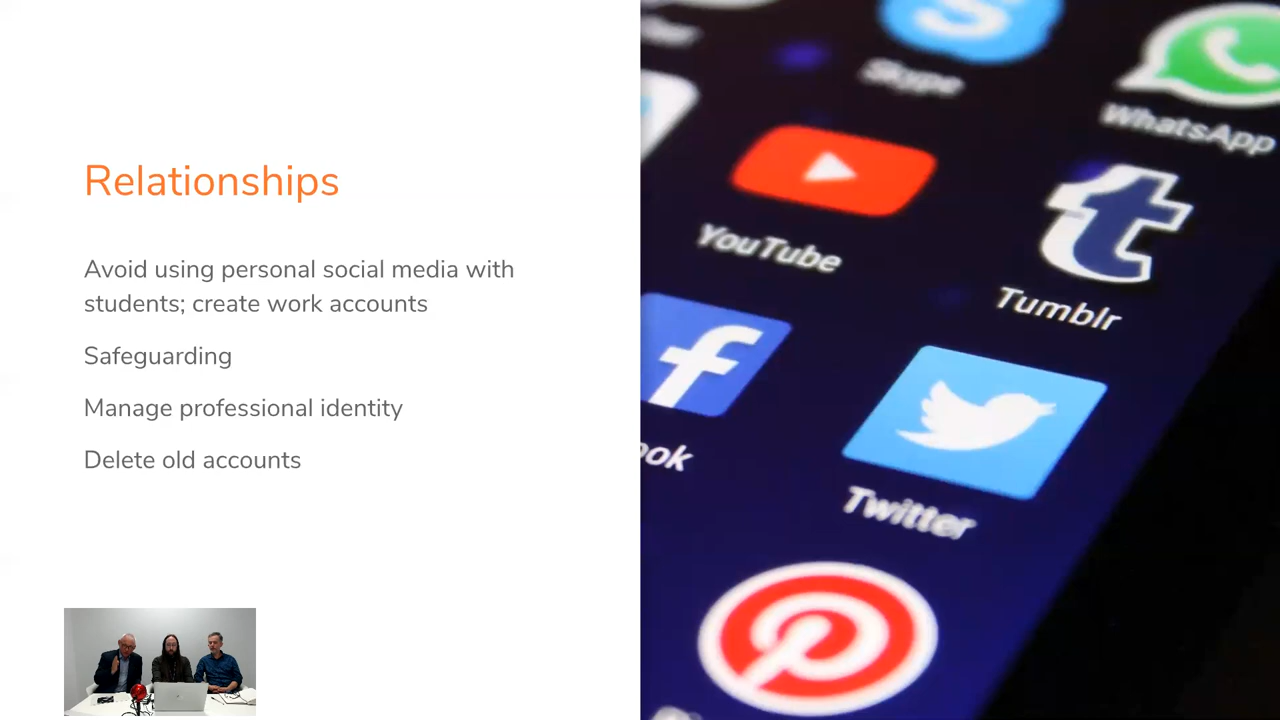 Relationships
Avoid using personal social media with
students; create work accounts
Safeguarding
Manage professional identity
Delete old accounts
Skype
WhatsApp
YouTube
Tumblr
ook
Twitter